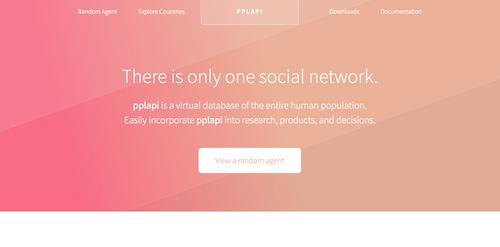 Random Agent Explore Countries PPLAPI Downloads Documentation
There is only one social network.
pplapi is a virtual database of the entire human population.
Easily incorporate pplapi into research, products, and decisions.
View a random agent